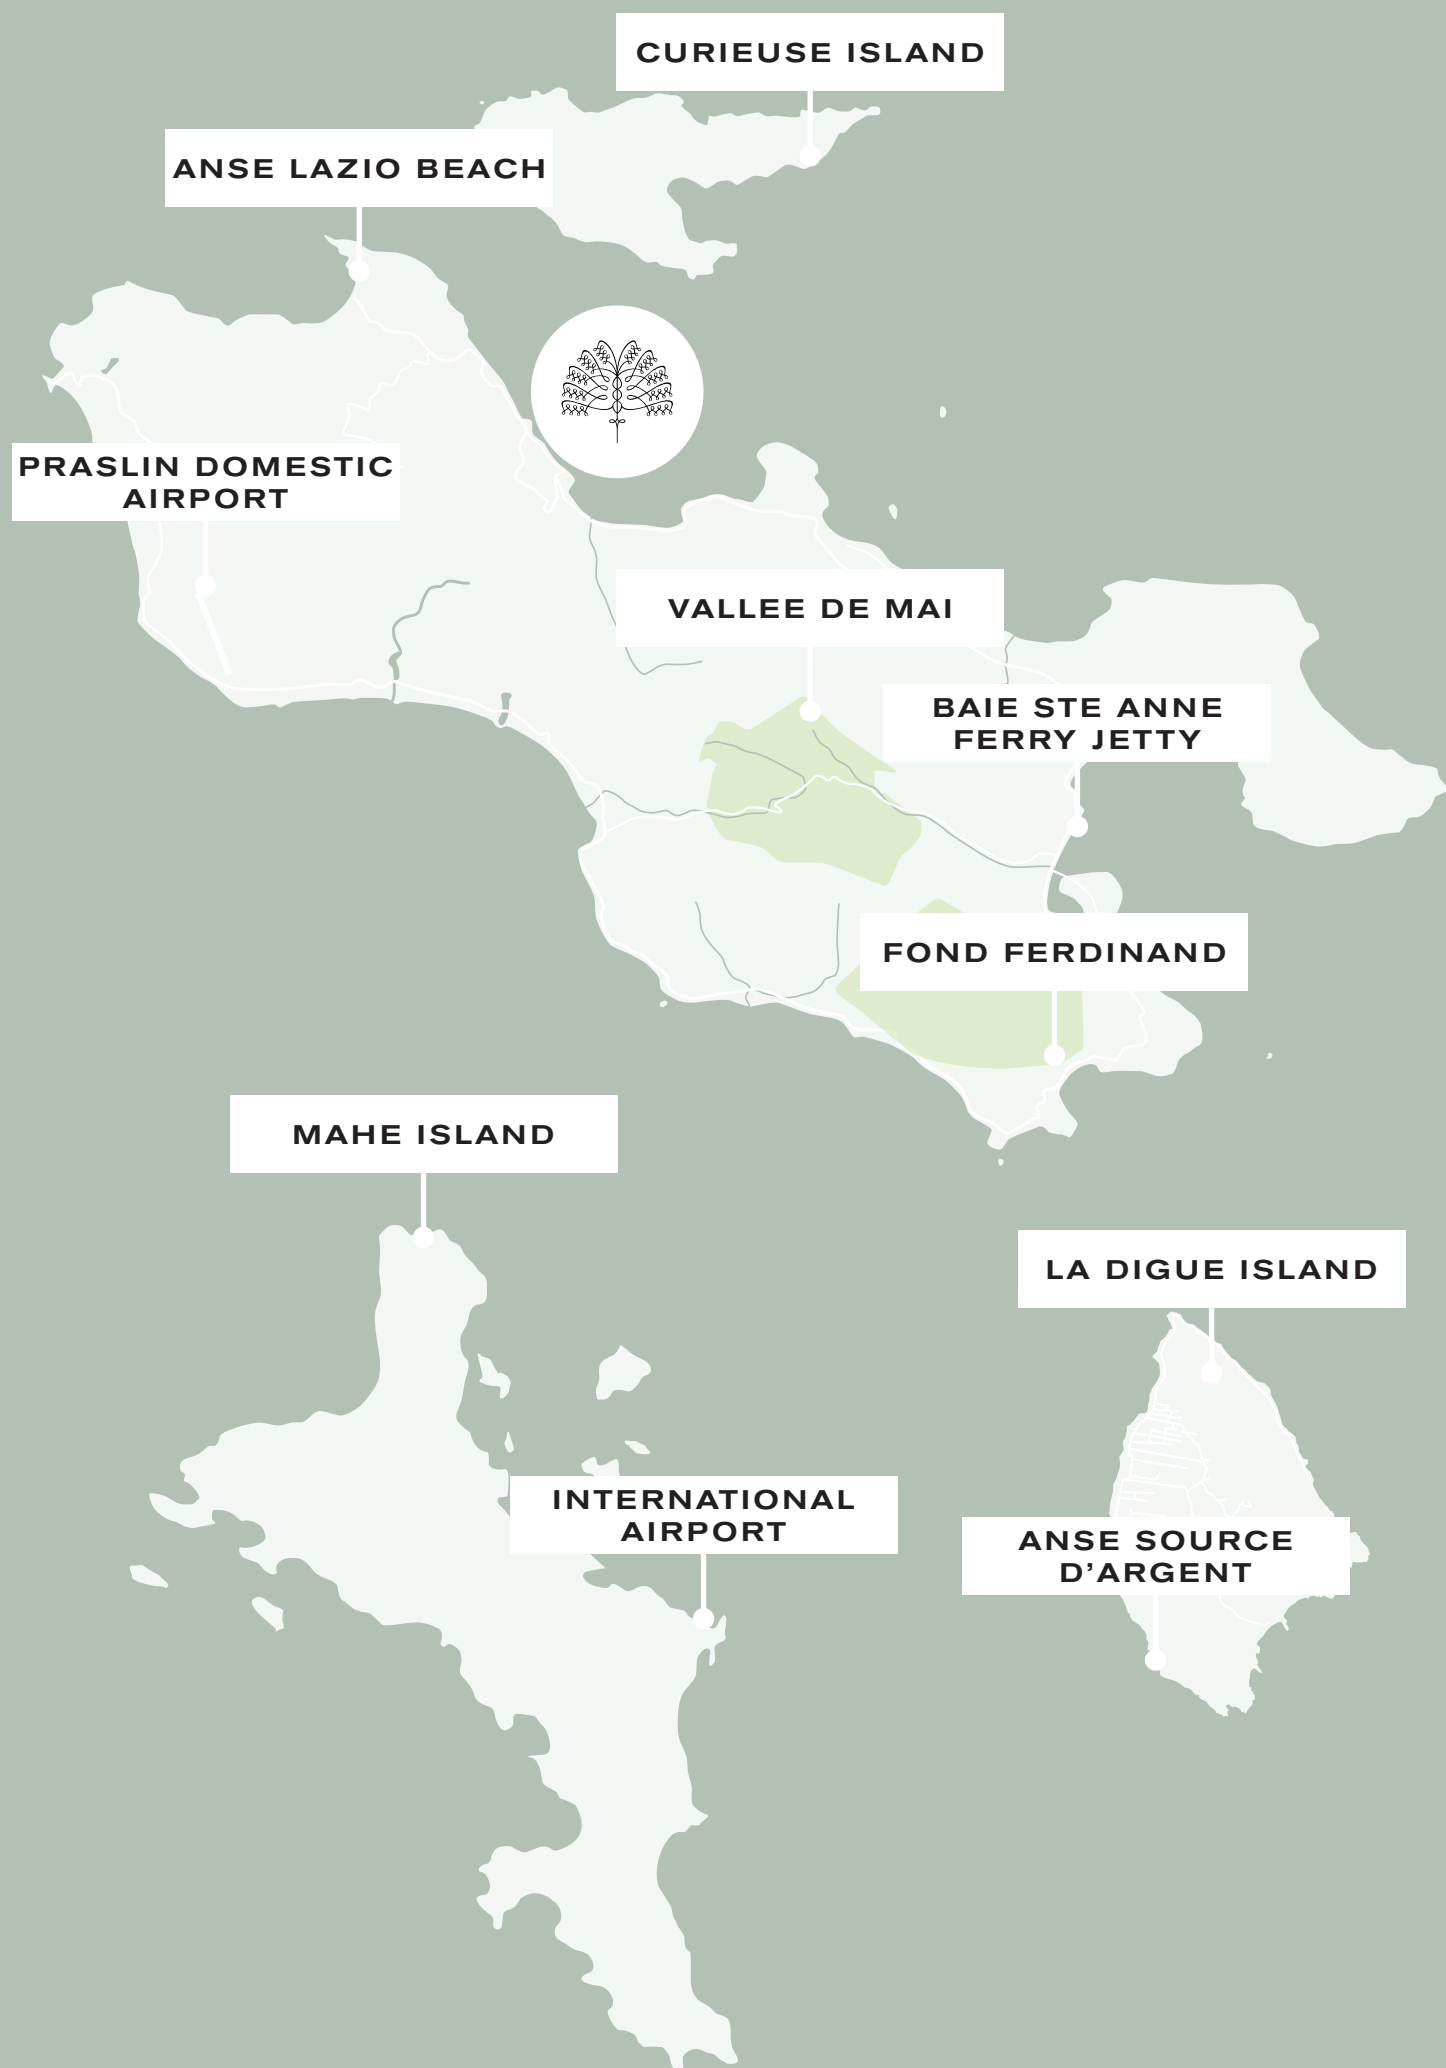 CURIEUSE ISLAND
ANSE LAZIO BEACH
PRASLIN DOMESTIC
AIRPORT
VALLEE DE MAI
BAIE STE ANNE
FERRY JETTY
FOND FERDINAND
MAHE ISLAND
LA DIGUE ISLAND
INTERNATIONAL
AIRPORT
ANSE SOURCE
D’ARGENT